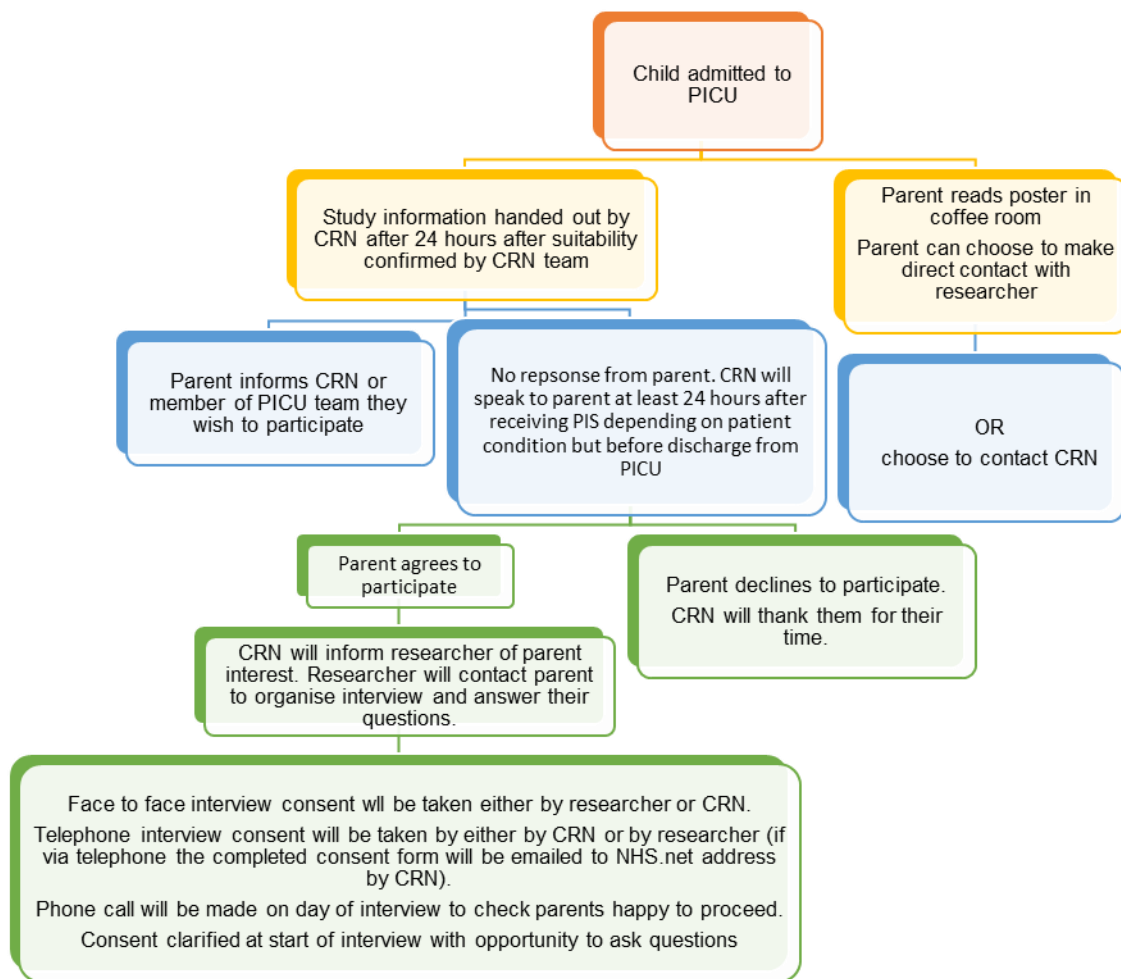 Child admitted to
PICU
Study information handed out by
CRN after 24 hours after suitability
confirmed by CRN team
Parent reads poster in
coffee room
Parent can choose to make
direct contact with
researcher
Parent informs CRN or
member of PICU team they
wish to participate
No repsonse from parent. CRN will
speak to parent at least 24 hours after
receiving PIS depending on patient
condition but before discharge from
PICU
OR
choose to contact CRN
Parent agrees to
participate
Parent declines to participate.
CRN will thank them for their
time.
CRN will inform researcher of parent
interest. Researcher will contact parent
to organise interview and answer their
questions.
Face to face interview consent wll be taken either by researcher or CRN.
Telephone interview consent will be taken by either by CRN or by researcher (if
via telephone the completed consent form will be emailed to NHS.net address
by CRN).
Phone call will be made on day of interview to check parents happy to proceed.
Consent clarified at start of interview with opportunity to ask questions